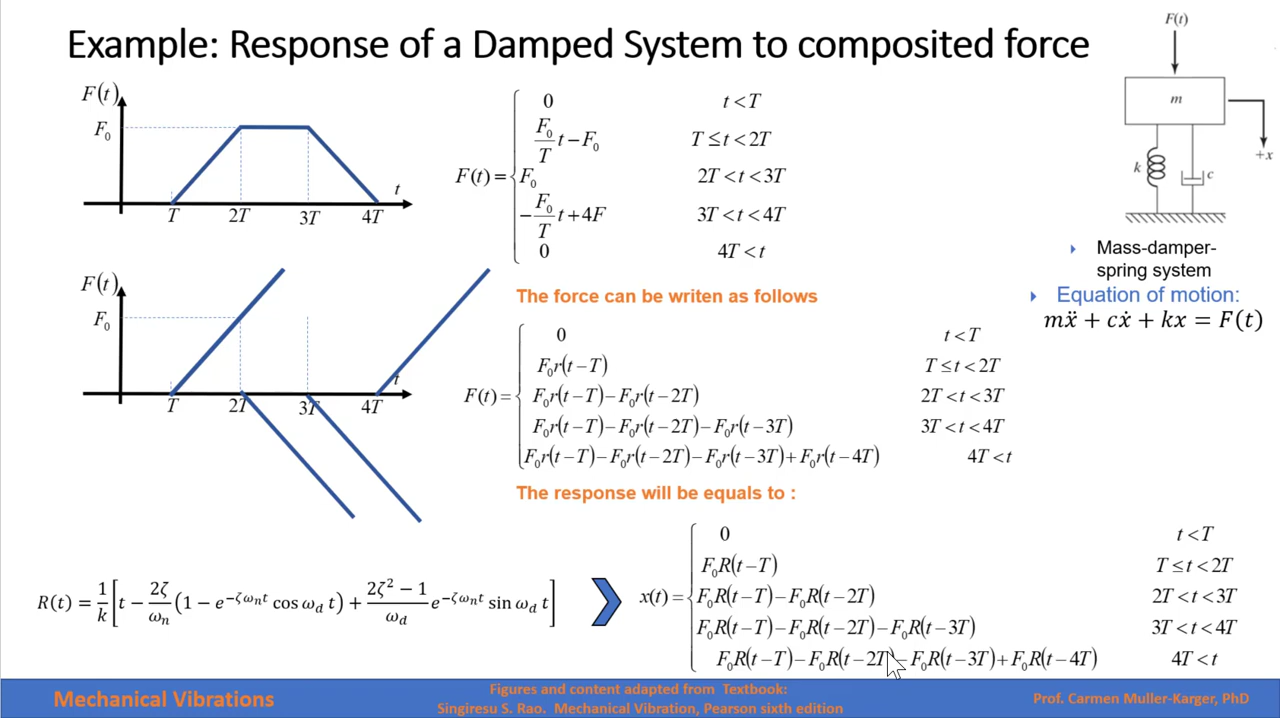 Example: Response of a Damped System to composited force
F(t)
F₀
t
T 2T 3T 4T
F(t) =
0 t < T
F₀/T t − F₀ T ≤ t < 2T
F₀ 2T < t < 3T
−F₀/T t + 4F 3T < t < 4T
0 4T < t
F(t)
m
k
c
+x
Mass-damper-
spring system
Equation of motion:
mẍ + cẋ + kx = F(t)
The force can be writen as follows
F(t)
F₀
t
T 2T 3T 4T
F(t) =
0 t < T
F₀r(t − T) T ≤ t < 2T
F₀r(t − T) − F₀r(t − 2T) 2T < t < 3T
F₀r(t − T) − F₀r(t − 2T) − F₀r(t − 3T) 3T < t < 4T
F₀r(t − T) − F₀r(t − 2T) − F₀r(t − 3T) + F₀r(t − 4T) 4T < t
The response will be equals to :
R(t) = 1/k [t − 2ζ/ωₙ (1 − e^(−ζωₙt) cos ω_d t) + (2ζ² − 1)/ω_d e^(−ζωₙt) sin ω_d t]
x(t) =
0 t < T
F₀R(t − T) T ≤ t < 2T
F₀R(t − T) − F₀R(t − 2T) 2T < t < 3T
F₀R(t − T) − F₀R(t − 2T) − F₀R(t − 3T) 3T < t < 4T
F₀R(t − T) − F₀R(t − 2T) − F₀R(t − 3T) + F₀R(t − 4T) 4T < t
Mechanical Vibrations
Figures and content adapted from Textbook:
Singiresu S. Rao. Mechanical Vibration, Pearson sixth edition
Prof. Carmen Muller-Karger, PhD